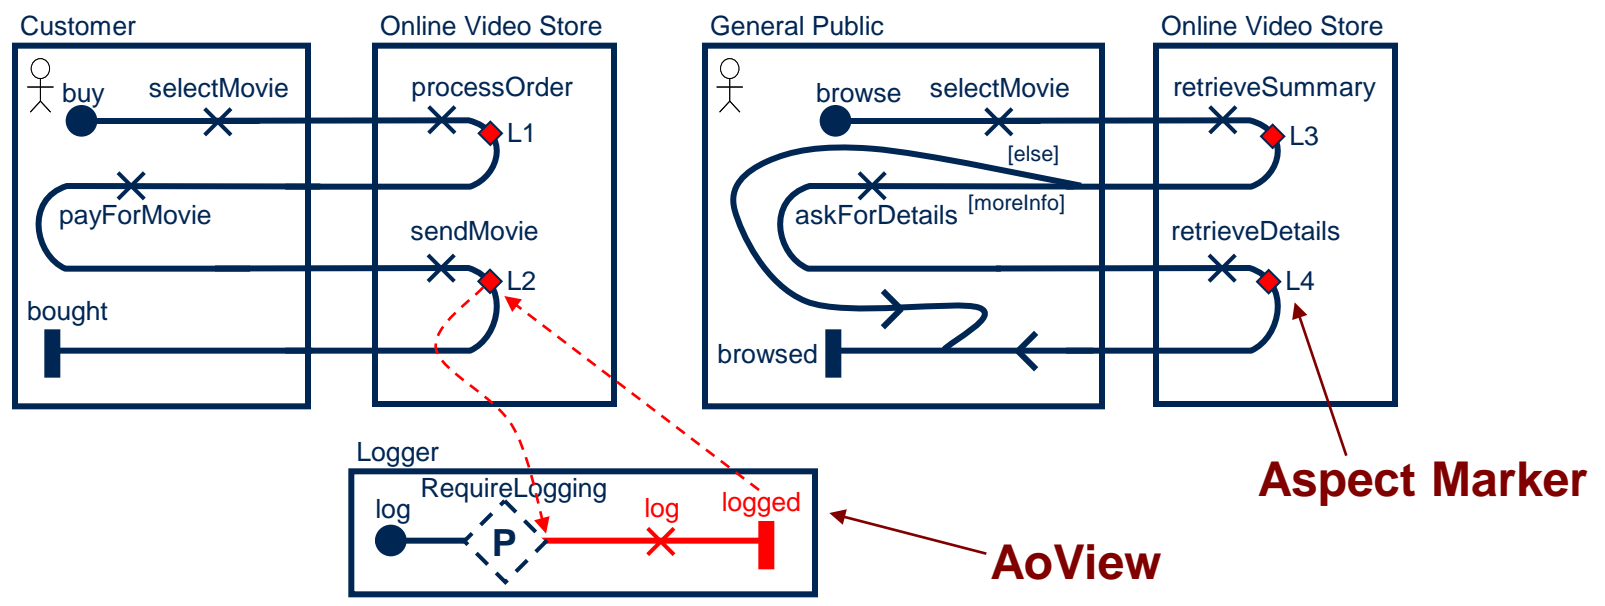 Customer
Online Video Store
General Public
Online Video Store
buy
selectMovie
processOrder
L1
payForMovie
sendMovie
L2
bought
browse
selectMovie
retrieveSummary
L3
[else]
[moreInfo]
askForDetails
retrieveDetails
L4
browsed
Logger
RequireLogging
log
P
log
logged
Aspect Marker
AoView